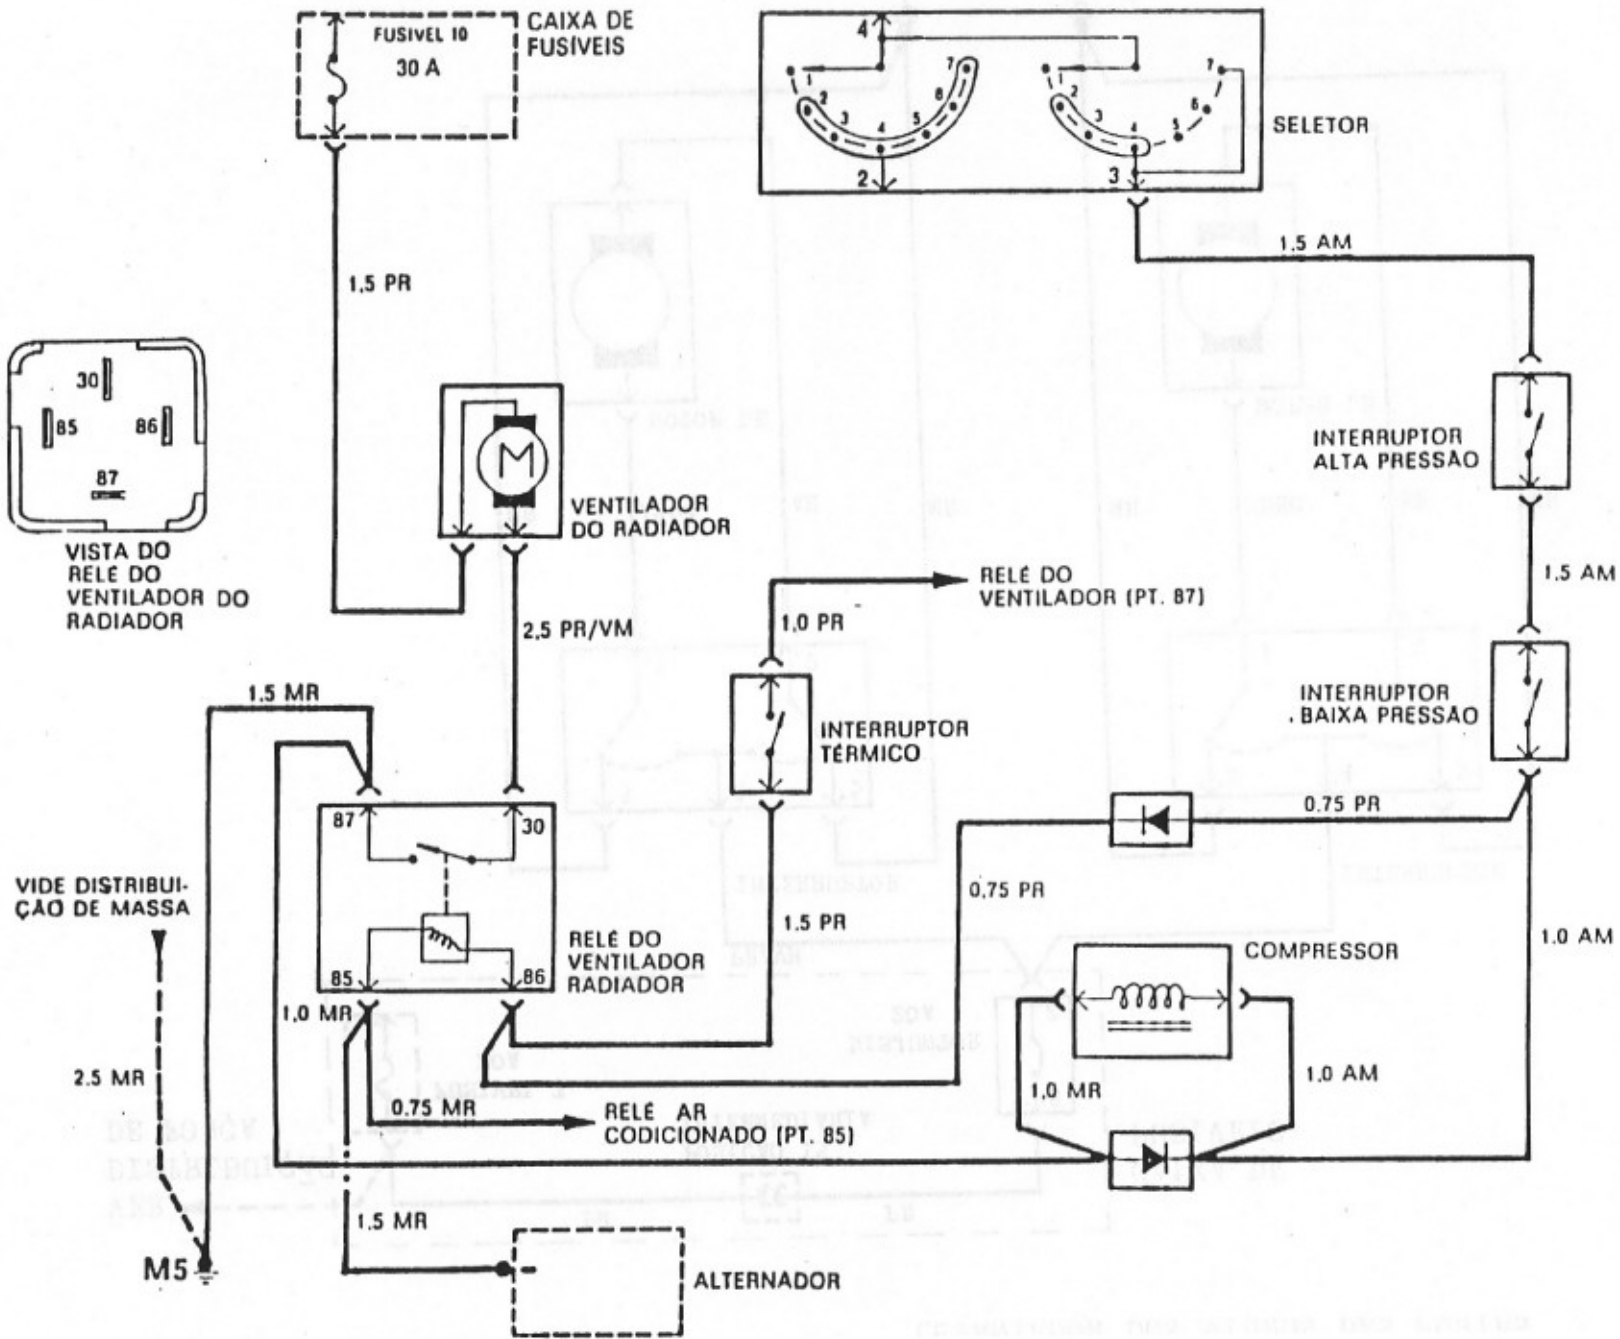 FUSIVEL 10
30 A
CAIXA DE
FUSÍVEIS
4
1
2
3
4
5
6
7
2
1
2
3
4
5
6
7
3
SELETOR
1.5 AM
1.5 PR
30
85
86
87
VISTA DO
RELÉ DO
VENTILADOR DO
RADIADOR
M
VENTILADOR
DO RADIADOR
INTERRUPTOR
ALTA PRESSÃO
1.5 AM
RELÉ DO
VENTILADOR (PT. 87)
2,5 PR/VM
1,0 PR
1.5 MR
INTERRUPTOR
TÉRMICO
INTERRUPTOR
BAIXA PRESSÃO
87
30
0.75 PR
VIDE DISTRIBUI-
ÇÃO DE MASSA
85
86
RELÉ DO
VENTILADOR
RADIADOR
1.5 PR
0.75 PR
1.0 AM
COMPRESSOR
1,0 MR
2.5 MR
1.0 MR
1.0 AM
0.75 MR
RELÉ AR
CODICIONADO (PT. 85)
1.5 MR
M5
ALTERNADOR